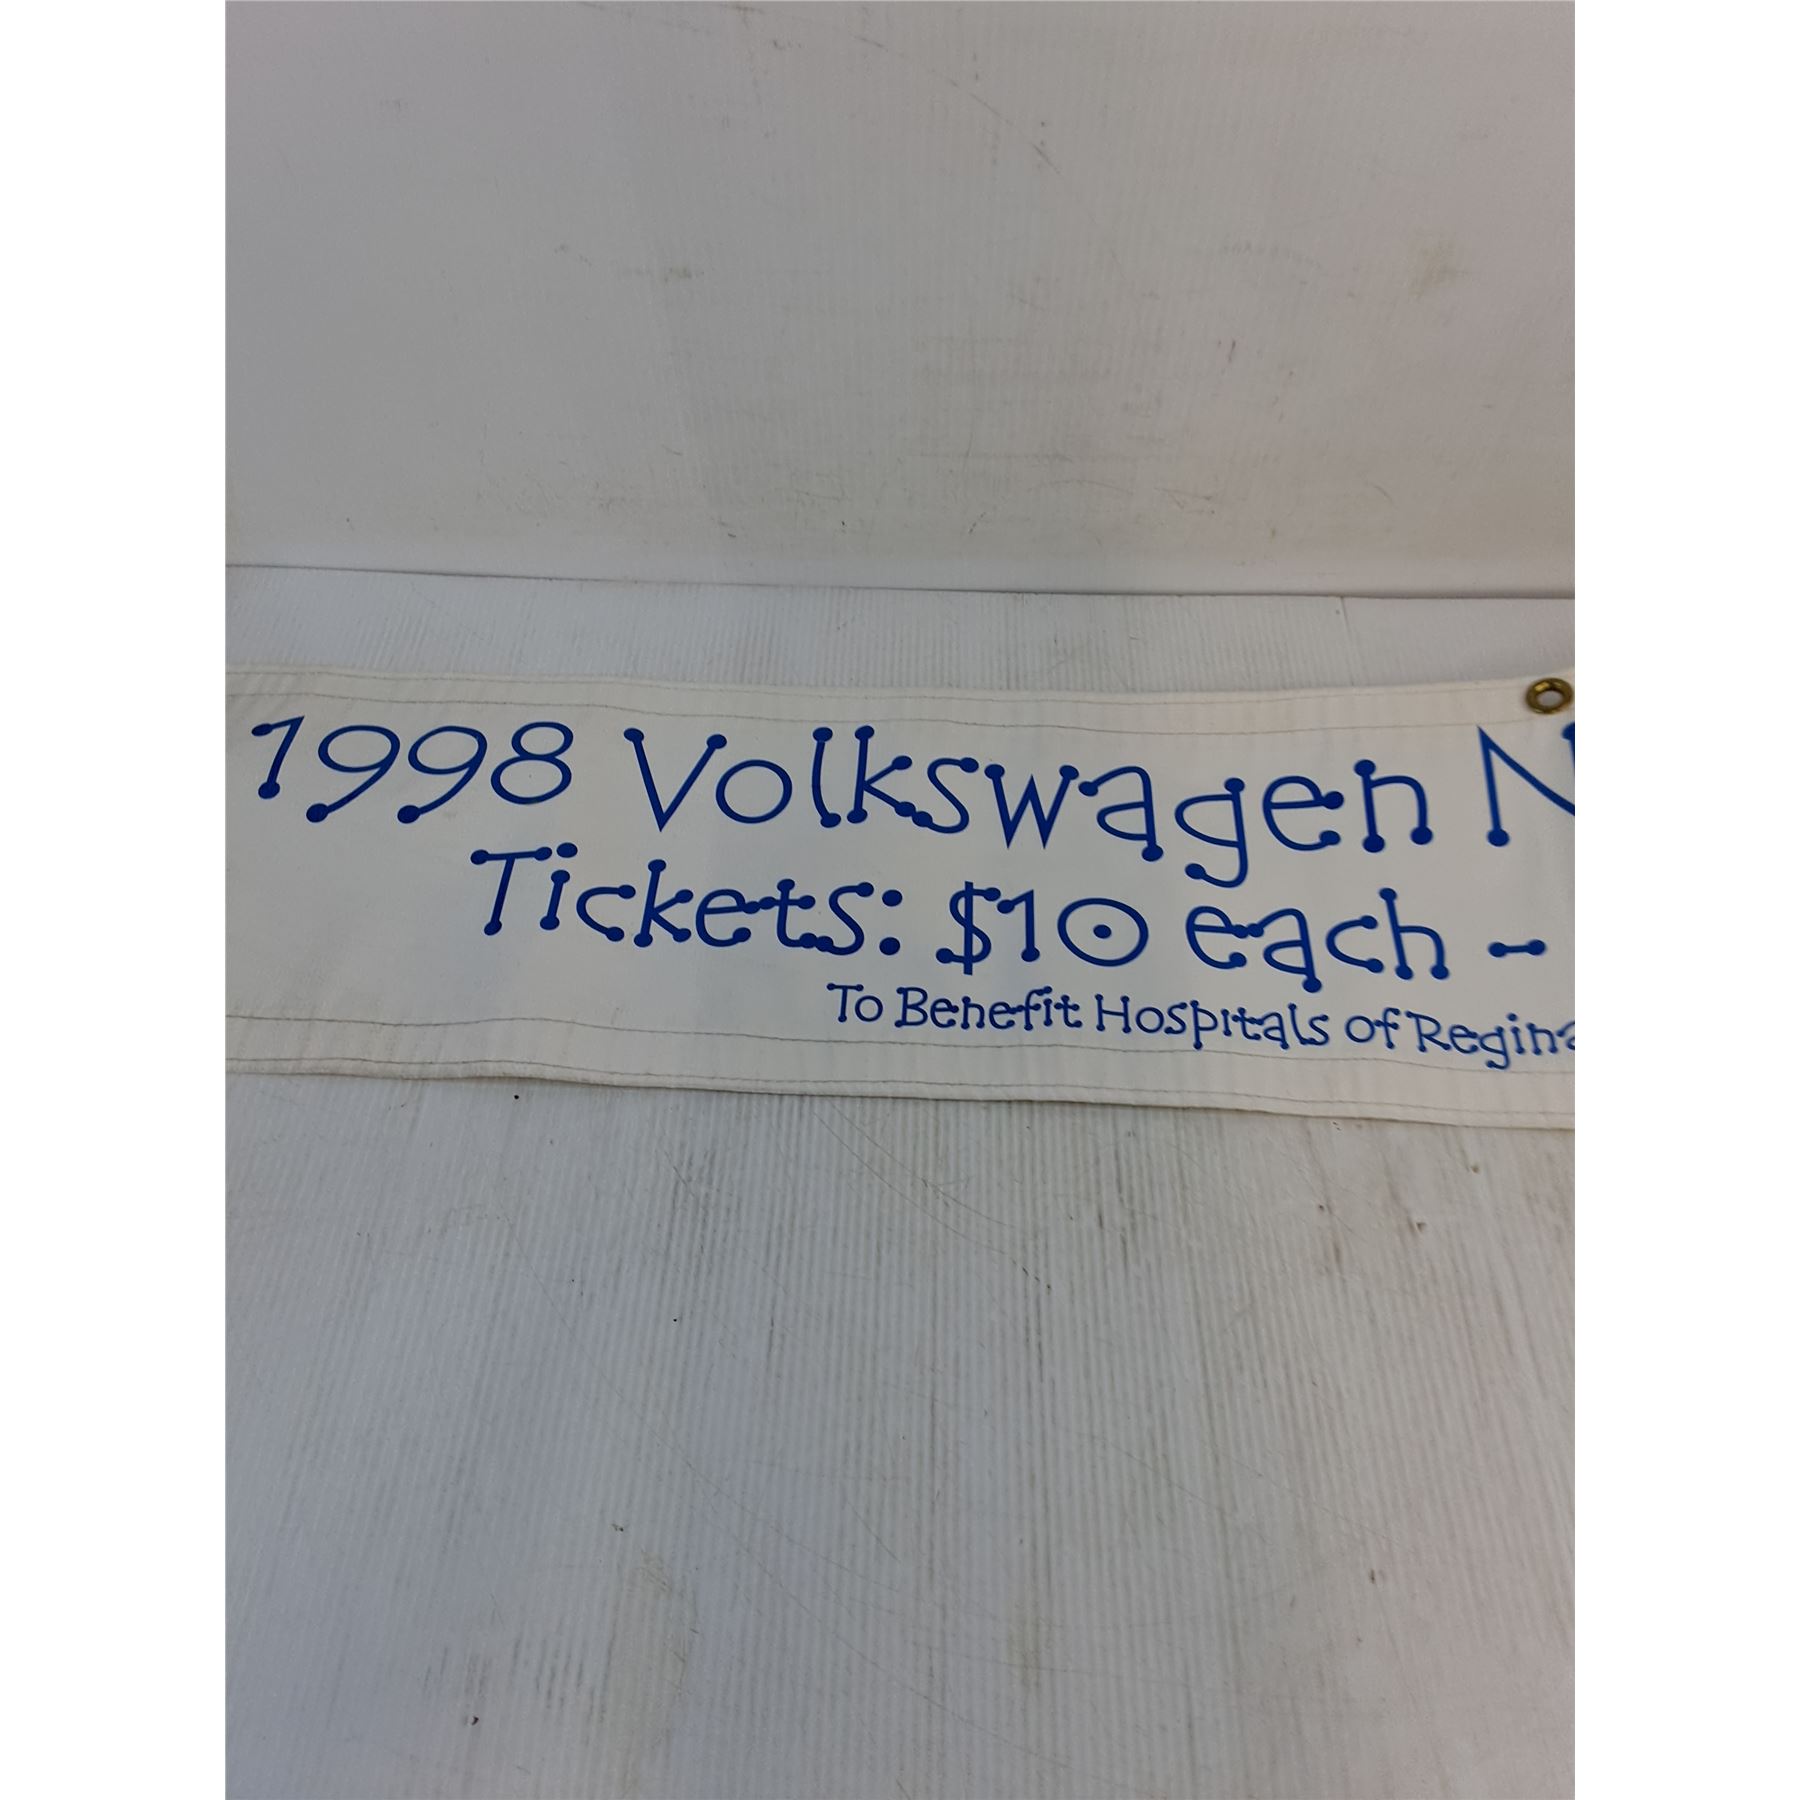 1998 Volkswagen N
Tickets: $10 each -
To Benefit Hospitals of Regina